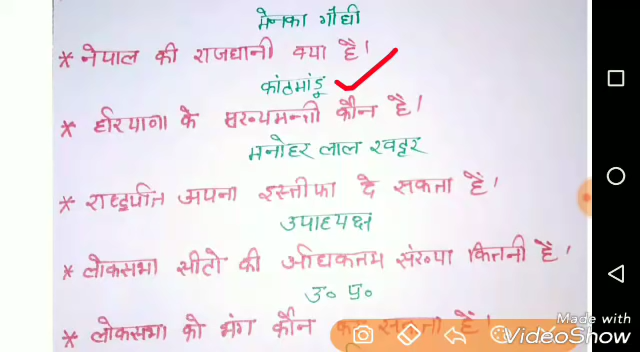 मेनका गाँधी
* नेपाल की राजधानी क्या है।
काठमांडू
* हरियाणा के मुख्यमन्त्री कौन है।
मनोहर लाल खट्टर
* राष्ट्रपति अपना इस्तीफा दे सकता है।
उपाध्यक्ष
* लोकसभा सीटो की अधिकतम संख्या कितनी है।
उ० प्र०
* लोकसभा को भंग कौन कर सकता है।
Made with
VideoShow